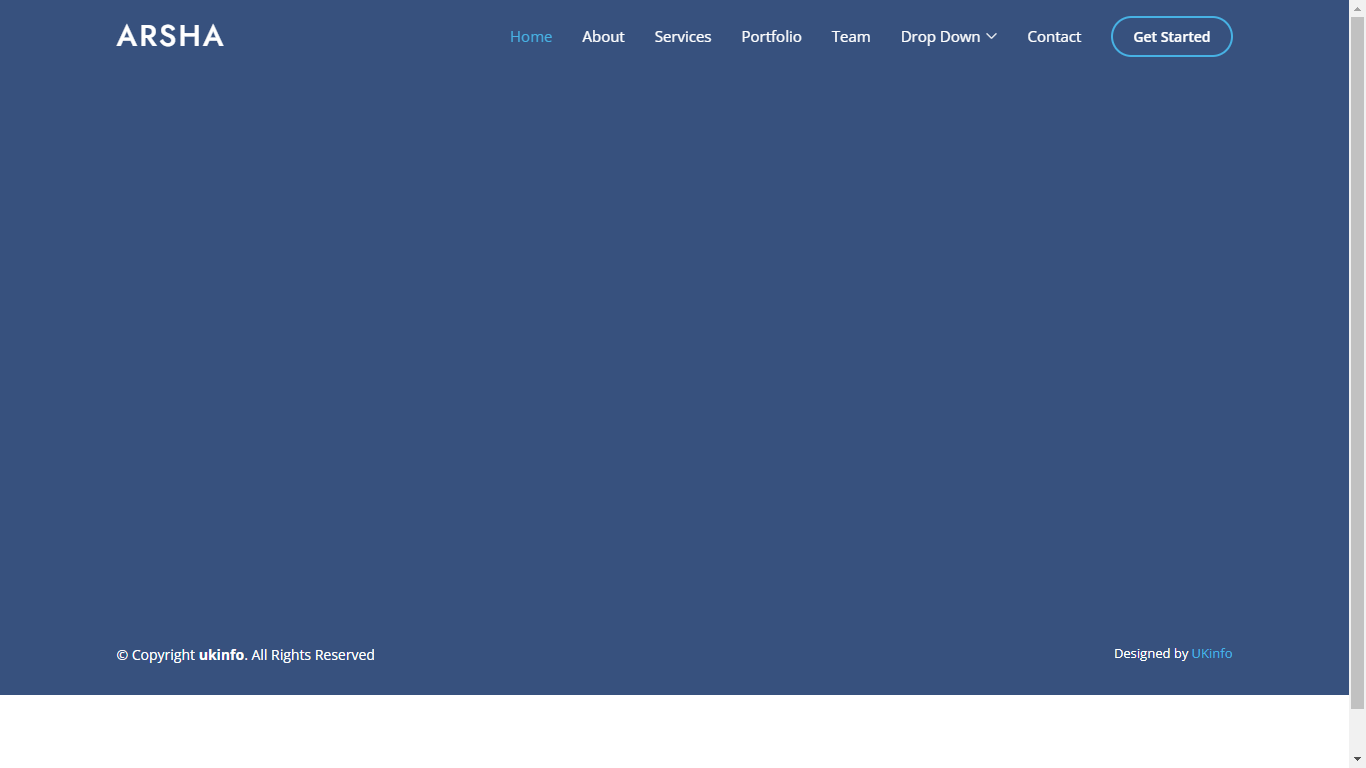 ARSHA
Home About Services Portfolio Team Drop Down Contact Get Started
© Copyright ukinfo. All Rights Reserved
Designed by UKinfo